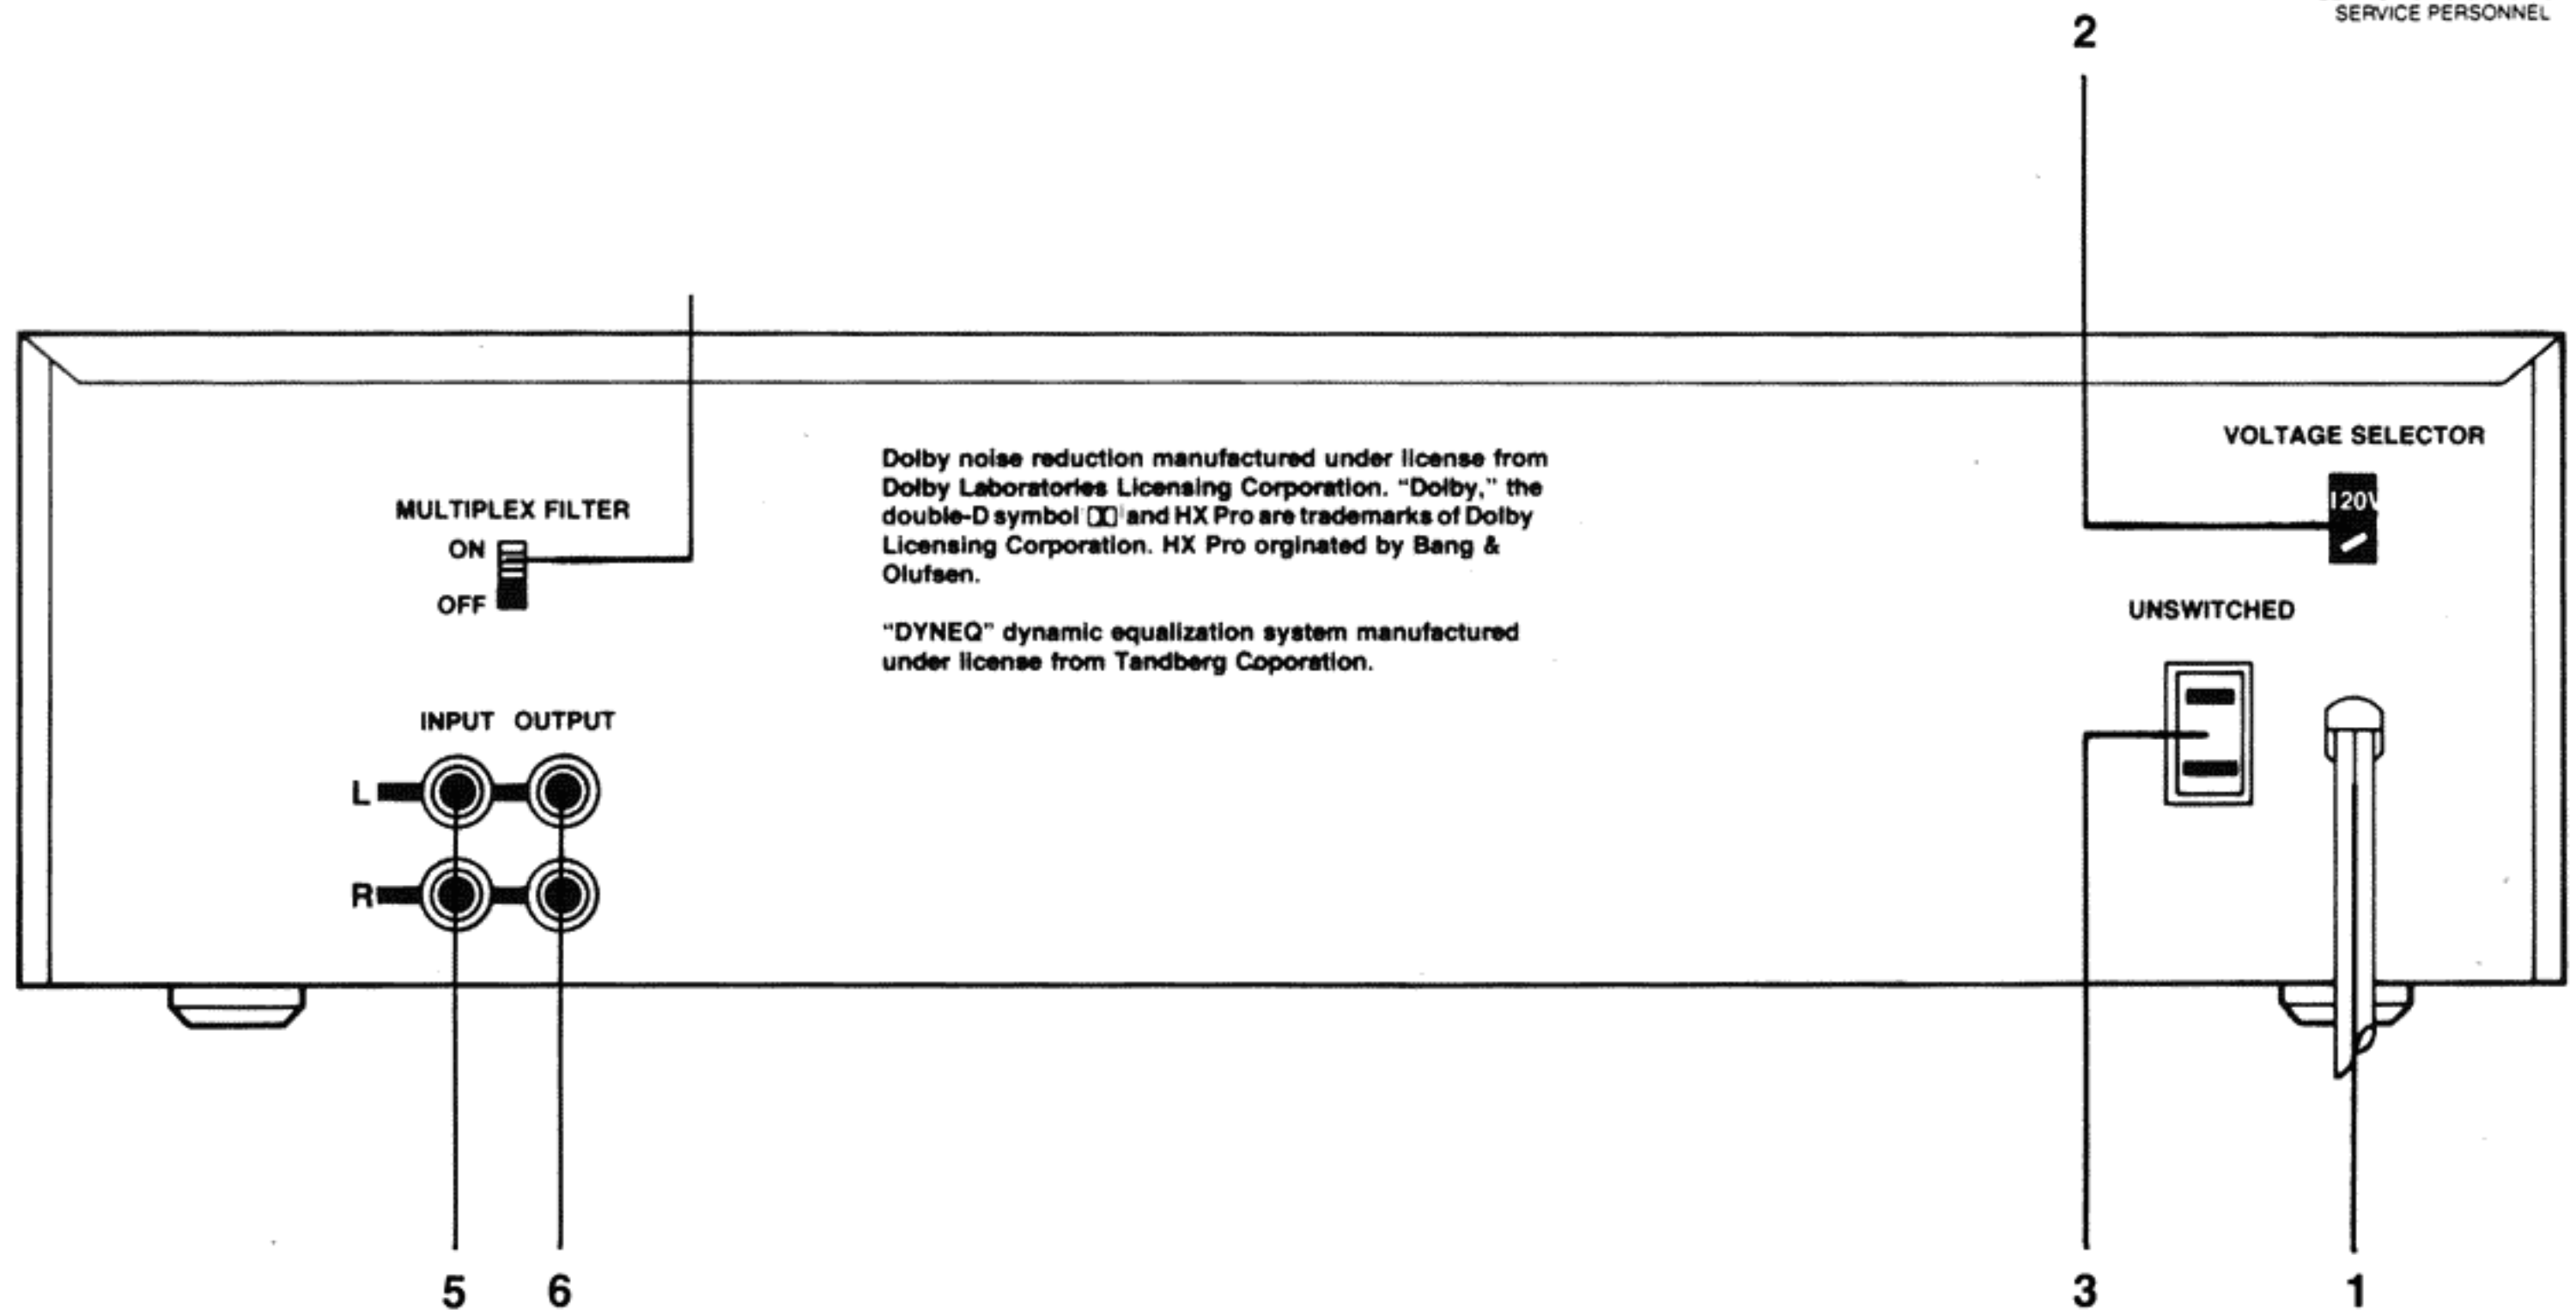 SERVICE PERSONNEL
2
VOLTAGE SELECTOR
120V
Dolby noise reduction manufactured under license from
Dolby Laboratories Licensing Corporation. “Dolby,” the
double-D symbol and HX Pro are trademarks of Dolby
Licensing Corporation. HX Pro orginated by Bang &
Olufsen.
“DYNEQ” dynamic equalization system manufactured
under license from Tandberg Coporation.
MULTIPLEX FILTER
ON
OFF
UNSWITCHED
INPUT OUTPUT
L
R
5 6 3 1